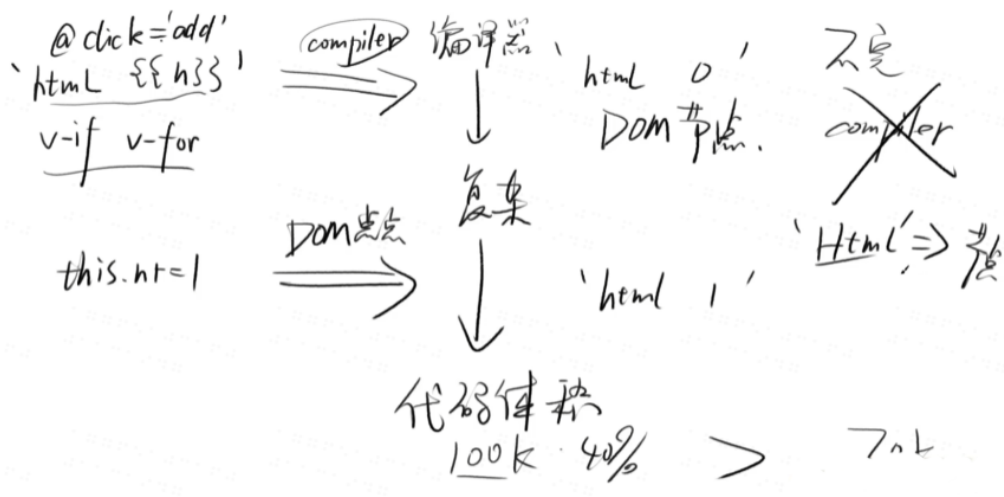 @click='add'
`html {{n}}`
v-if v-for
this.n+=1
compiler
编译器
复杂
代码体积
100k 40%
>
70k
DOM节点
`html 0`
DOM节点.
`html 1`
不完
compiler
`Html` => 节点